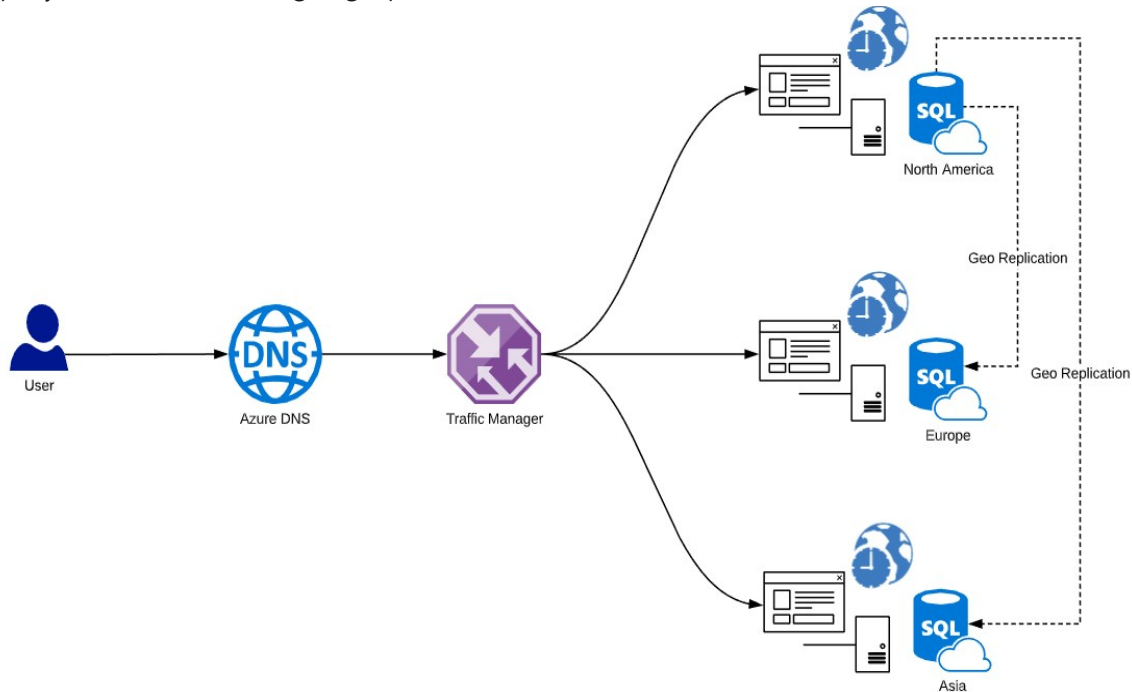 SQL
North America
Geo Replication
User
DNS
Azure DNS
Traffic Manager
SQL
Europe
Geo Replication
SQL
Asia